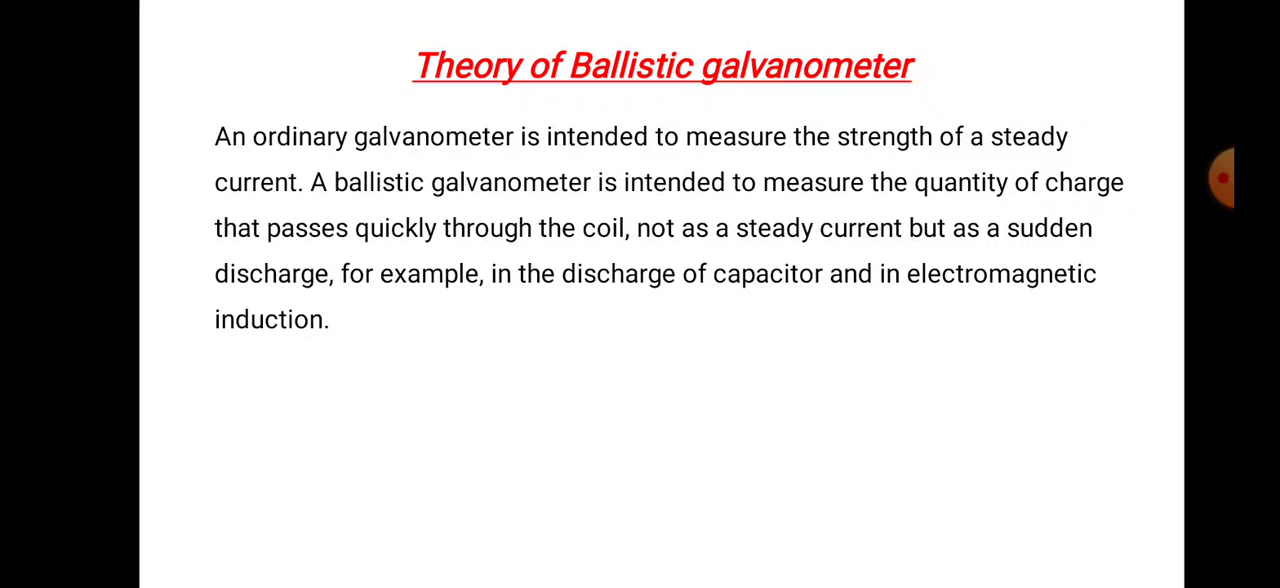 Theory of Ballistic galvanometer
An ordinary galvanometer is intended to measure the strength of a steady
current. A ballistic galvanometer is intended to measure the quantity of charge
that passes quickly through the coil, not as a steady current but as a sudden
discharge, for example, in the discharge of capacitor and in electromagnetic
induction.